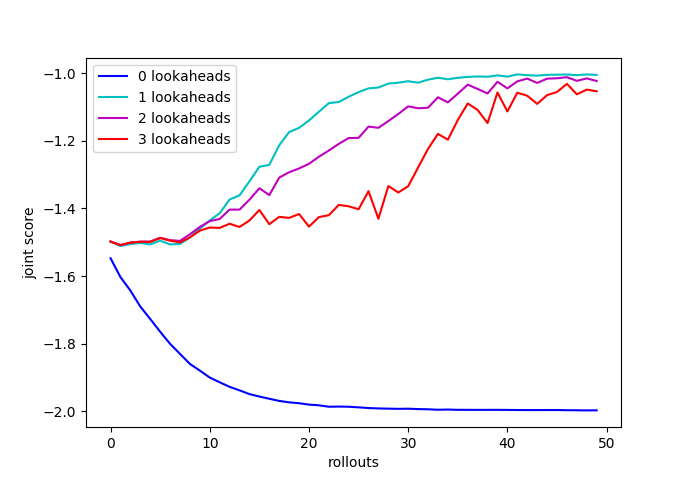 0 lookaheads
1 lookaheads
2 lookaheads
3 lookaheads
−1.0
−1.2
−1.4
−1.6
−1.8
−2.0
joint score
0 10 20 30 40 50
rollouts